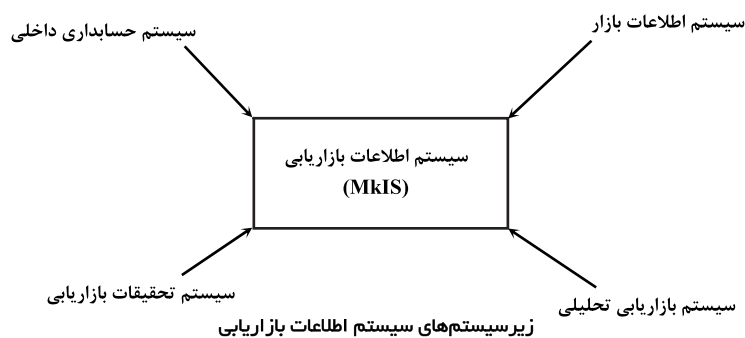 سیستم اطلاعات بازار
سیستم حسابداری داخلی
سیستم اطلاعات بازاریابی
(MkIS)
سیستم تحقیقات بازاریابی
سیستم بازاریابی تحلیلی
زیرسیستم‌های سیستم اطلاعات بازاریابی